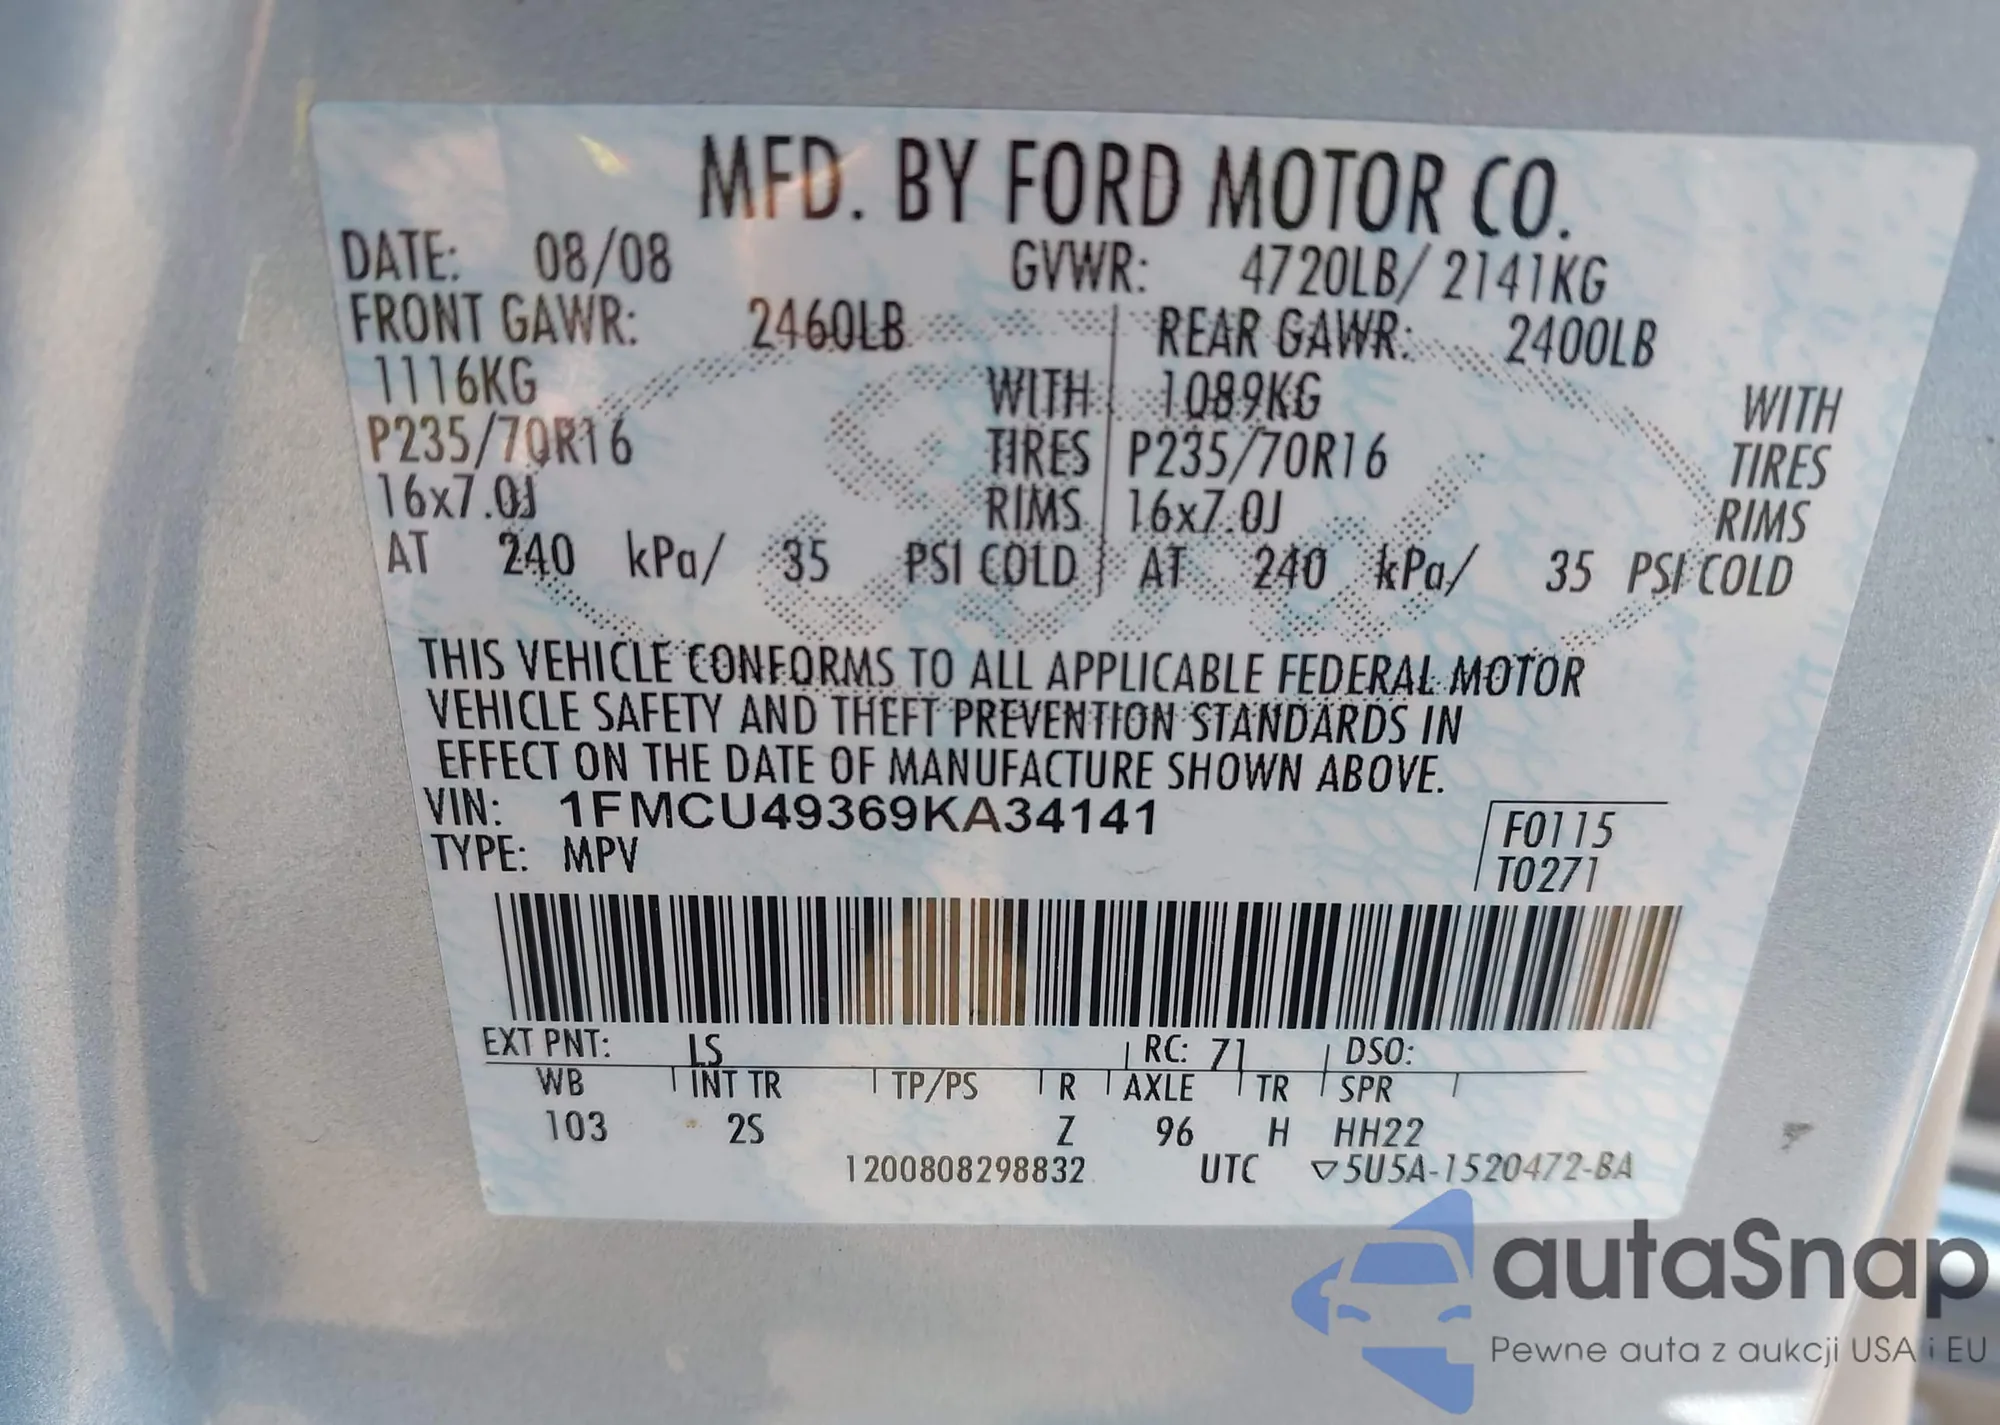 MFD. BY FORD MOTOR CO.
DATE: 08/08 GVWR: 4720LB/ 2141KG
FRONT GAWR: 2460LB REAR GAWR: 2400LB
1116KG WITH 1089KG WITH
P235/70R16 TIRES P235/70R16 TIRES
16x7.0J RIMS 16x7.0J RIMS
AT 240 kPa/ 35 PSI COLD AT 240 kPa/ 35 PSI COLD
THIS VEHICLE CONFORMS TO ALL APPLICABLE FEDERAL MOTOR
VEHICLE SAFETY AND THEFT PREVENTION STANDARDS IN
EFFECT ON THE DATE OF MANUFACTURE SHOWN ABOVE.
VIN: 1FMCU49369KA34141
TYPE: MPV
F0115
T0271
EXT PNT: LS RC: 71 DSO:
WB INT TR TP/PS R AXLE TR SPR
103 2S Z 96 H HH22
1200808298832 UTC ▽5U5A-1520472-BA
autaSnap
Pewne auta z aukcji USA i EU